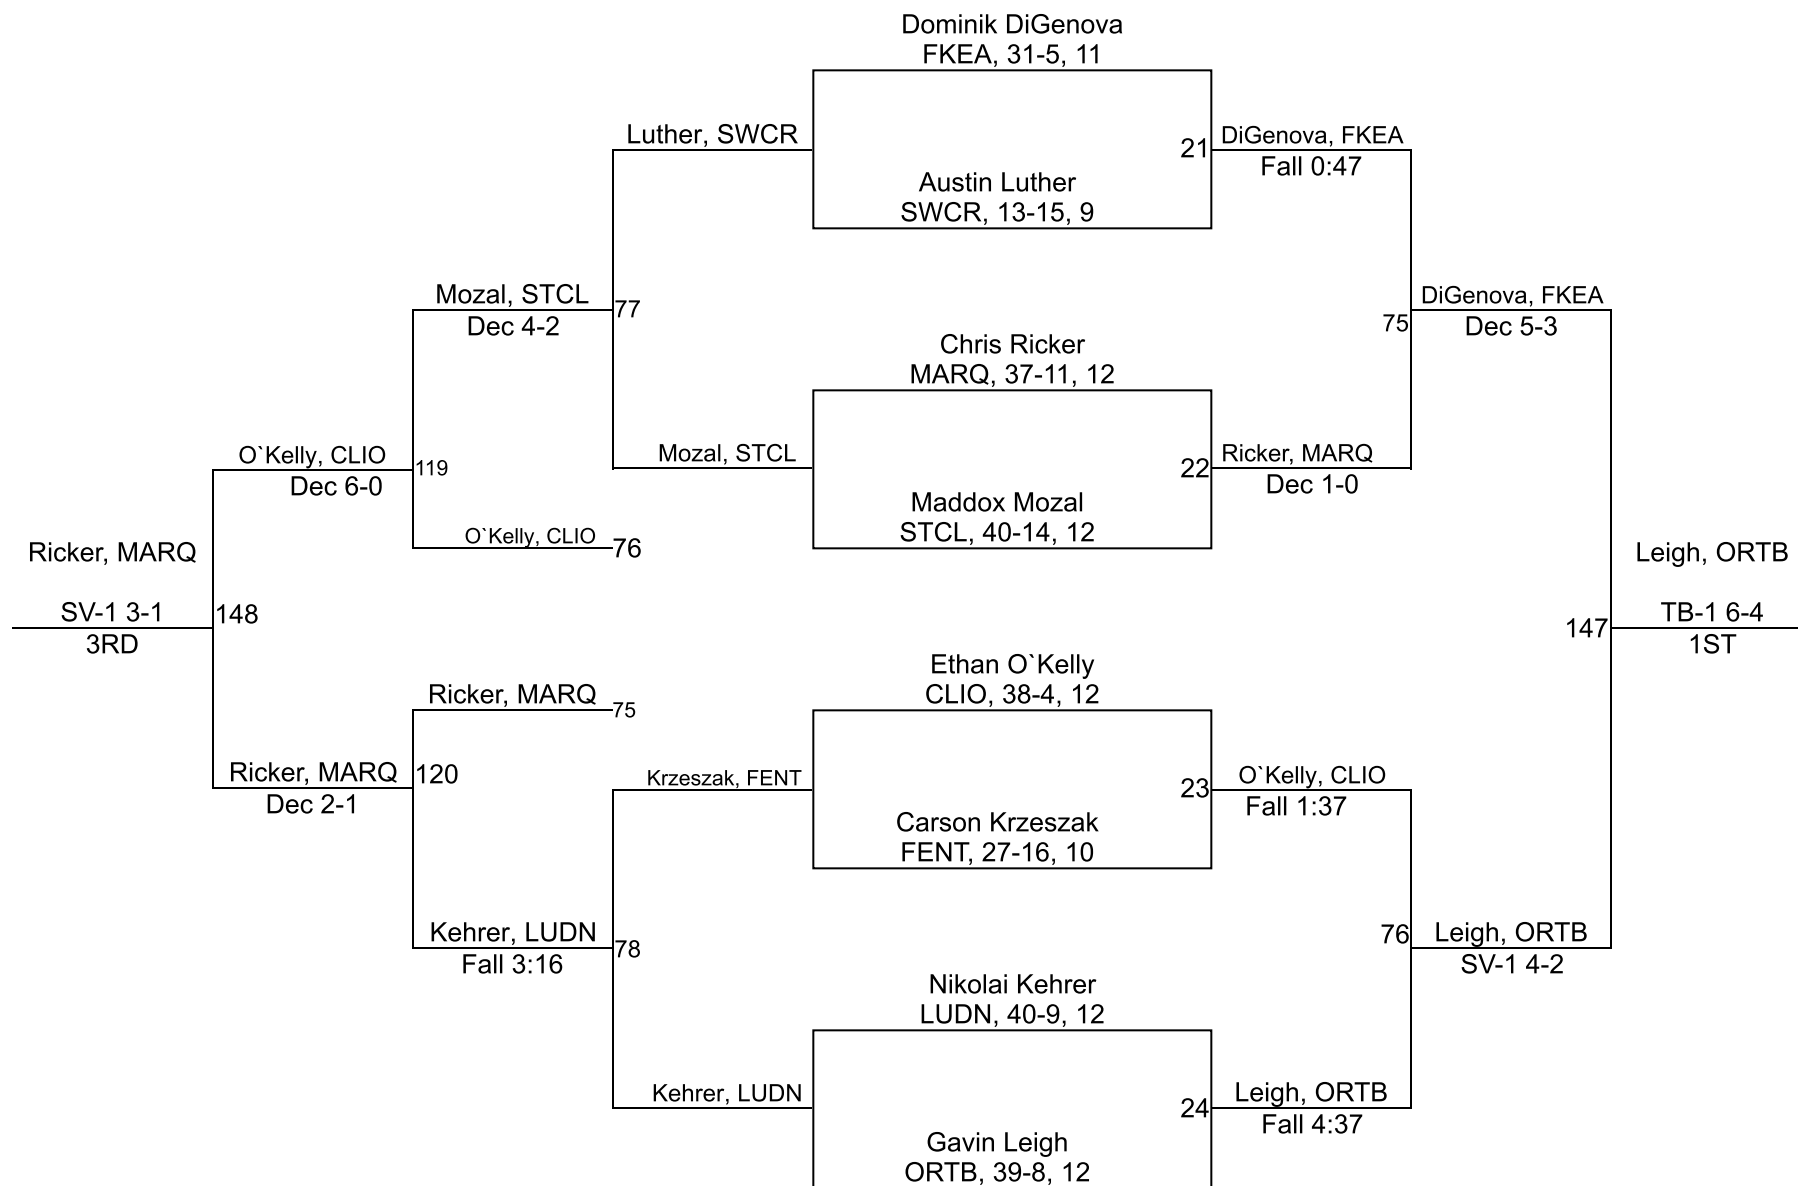 Dominik DiGenova
FKEA, 31-5, 11
Luther, SWCR
21
DiGenova, FKEA
Fall 0:47
Austin Luther
SWCR, 13-15, 9
Mozal, STCL
Dec 4-2
77
DiGenova, FKEA
75
Dec 5-3
Chris Ricker
MARQ, 37-11, 12
O`Kelly, CLIO
Dec 6-0
119
Mozal, STCL
22
Ricker, MARQ
Dec 1-0
Maddox Mozal
STCL, 40-14, 12
O`Kelly, CLIO
76
Ricker, MARQ
SV-1 3-1
3RD
148
Leigh, ORTB
147
TB-1 6-4
1ST
Ethan O`Kelly
CLIO, 38-4, 12
Ricker, MARQ
75
Ricker, MARQ
Dec 2-1
120
Krzeszak, FENT
23
O`Kelly, CLIO
Fall 1:37
Carson Krzeszak
FENT, 27-16, 10
Kehrer, LUDN
Fall 3:16
78
76
Leigh, ORTB
SV-1 4-2
Nikolai Kehrer
LUDN, 40-9, 12
Kehrer, LUDN
24
Leigh, ORTB
Fall 4:37
Gavin Leigh
ORTB, 39-8, 12